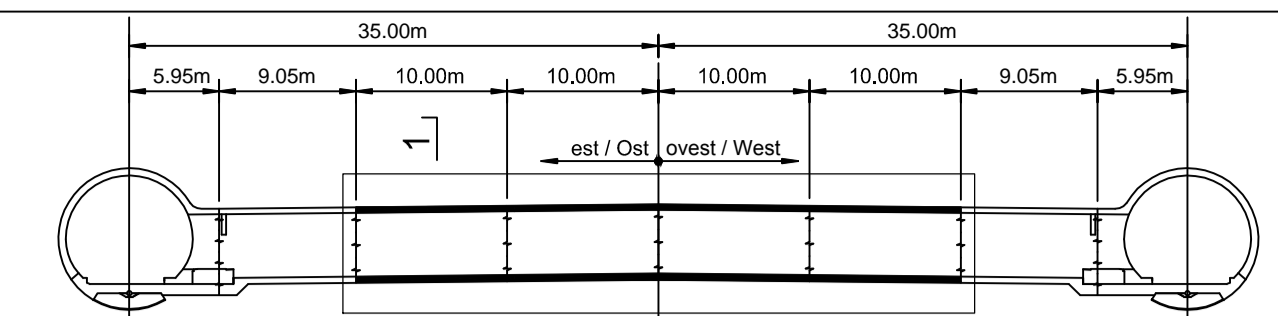 35.00m 35.00m
5.95m 9.05m 10.00m 10.00m 10.00m 10.00m 9.05m 5.95m
1
est / Ost ovest / West